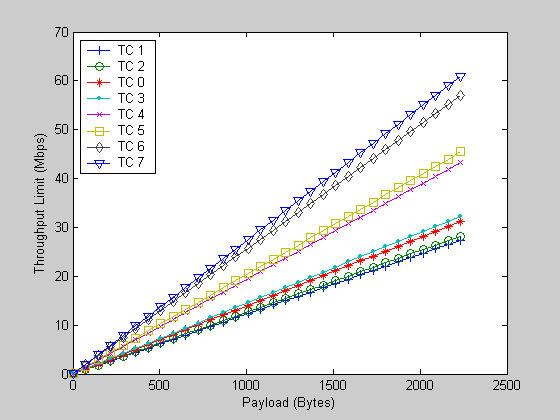 70
60
50
40
30
20
10
0
Throughput Limit (Mbps)
TC 1
TC 2
TC 0
TC 3
TC 4
TC 5
TC 6
TC 7
0 500 1000 1500 2000 2500
Payload (Bytes)